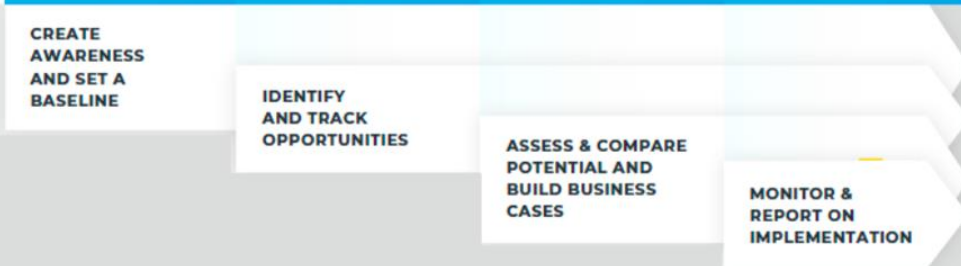 CREATE
AWARENESS
AND SET A
BASELINE
IDENTIFY
AND TRACK
OPPORTUNITIES
ASSESS & COMPARE
POTENTIAL AND
BUILD BUSINESS
CASES
MONITOR &
REPORT ON
IMPLEMENTATION